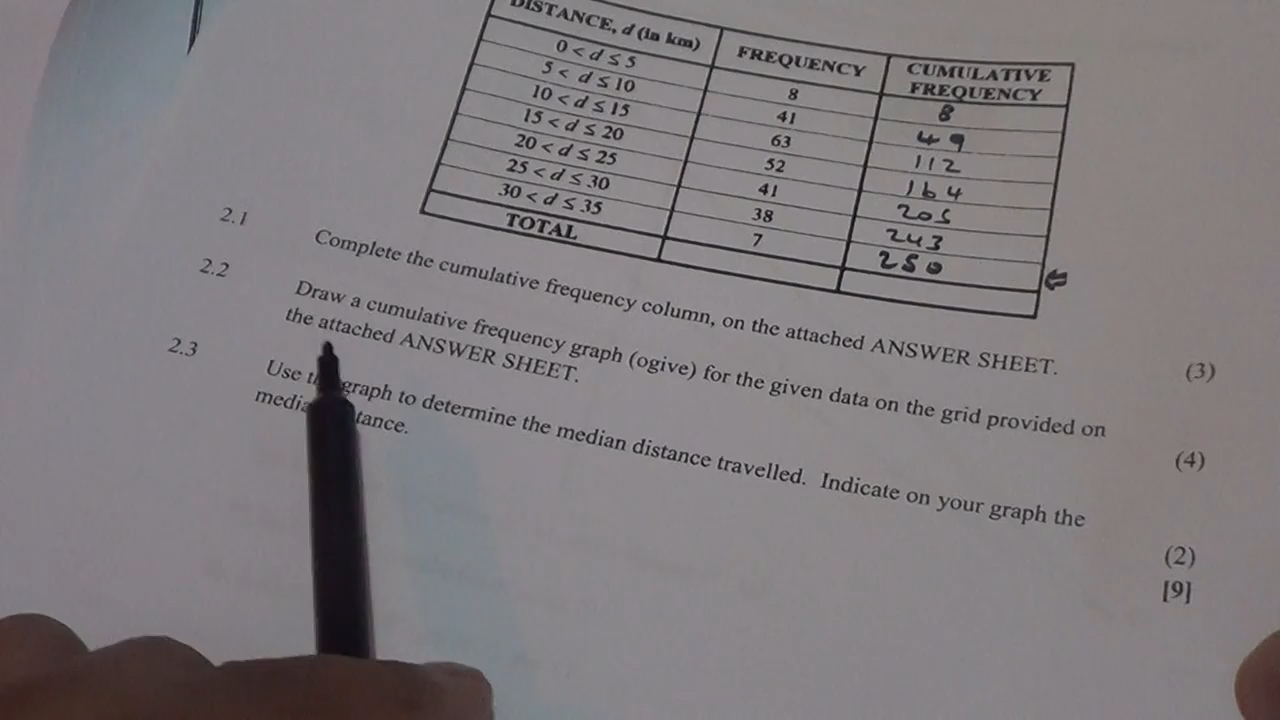 DISTANCE, d (in km) FREQUENCY CUMULATIVE FREQUENCY
0 < d ≤ 5 8 8
5 < d ≤ 10 41 49
10 < d ≤ 15 63 112
15 < d ≤ 20 52 164
20 < d ≤ 25 41 205
25 < d ≤ 30 38 243
30 < d ≤ 35 7 250
TOTAL
2.1 Complete the cumulative frequency column, on the attached ANSWER SHEET. (3)
2.2 Draw a cumulative frequency graph (ogive) for the given data on the grid provided on
the attached ANSWER SHEET. (4)
2.3 Use graph to determine the median distance travelled. Indicate on your graph the
(2)
[9]